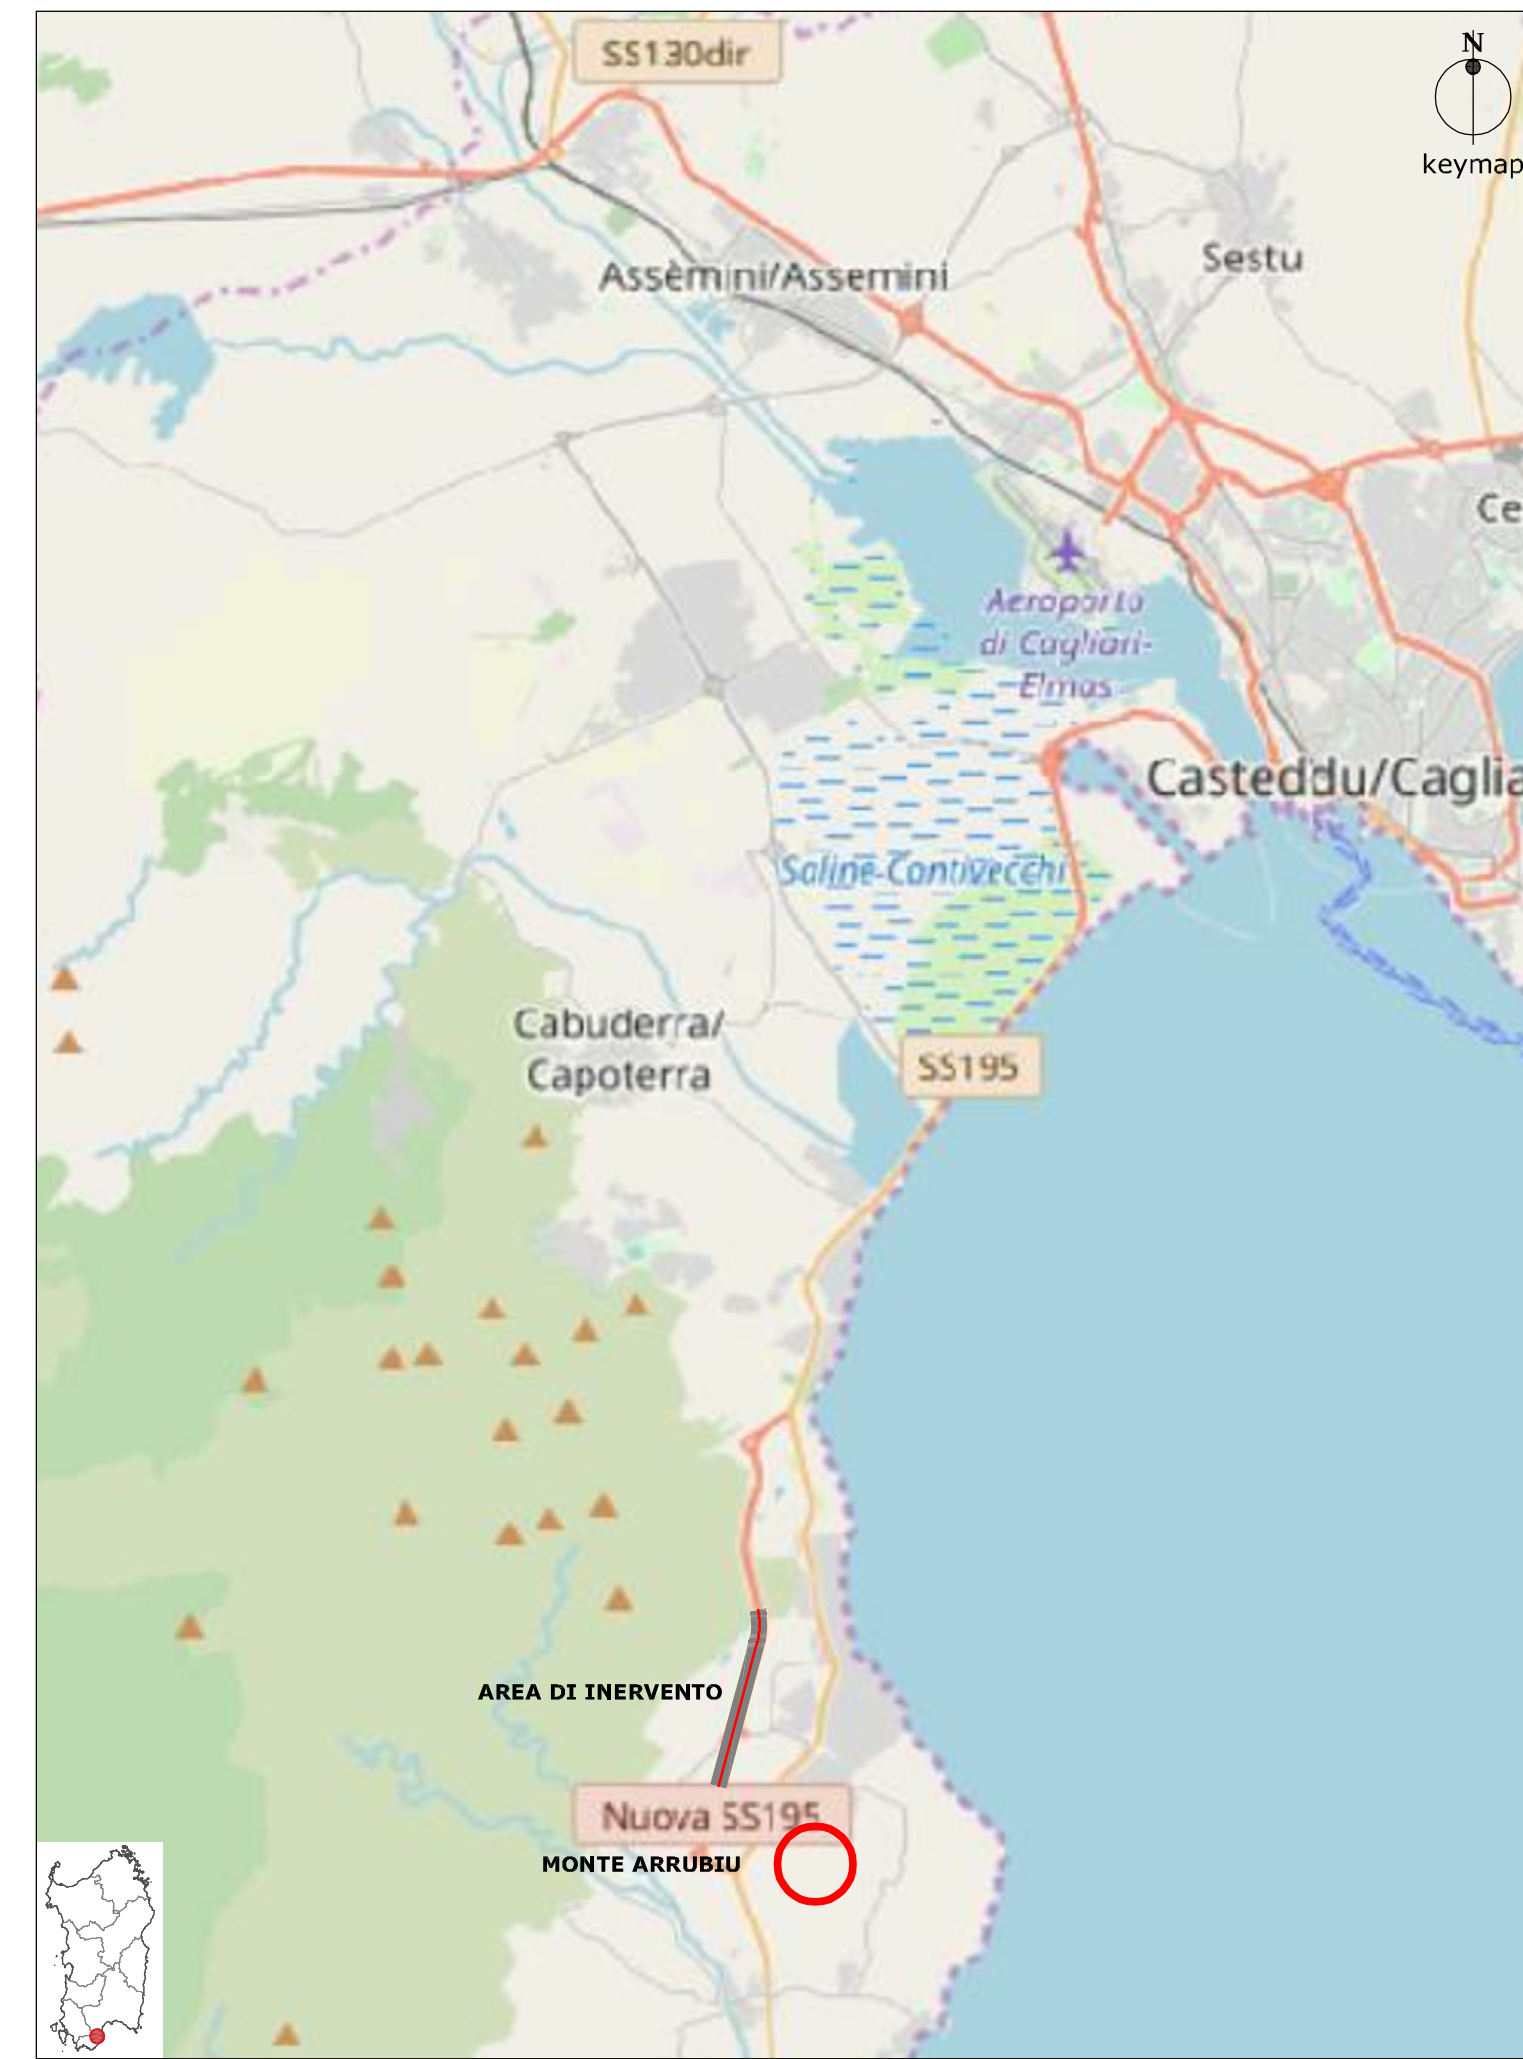 SS130dir
N
keymap
Sestu
Assèmini/Assemini
Ce
Aeroporto
di Cagliari-
Elmas
Casteddu/Caglia
Saline Contivecchi
Cabuderra/
Capoterra
SS195
AREA DI INERVENTO
Nuova SS195
MONTE ARRUBIU